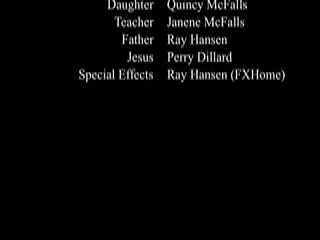 Daughter Quincy McFalls
Teacher Janene McFalls
Father Ray Hansen
Jesus Perry Dillard
Special Effects Ray Hansen (FXHome)